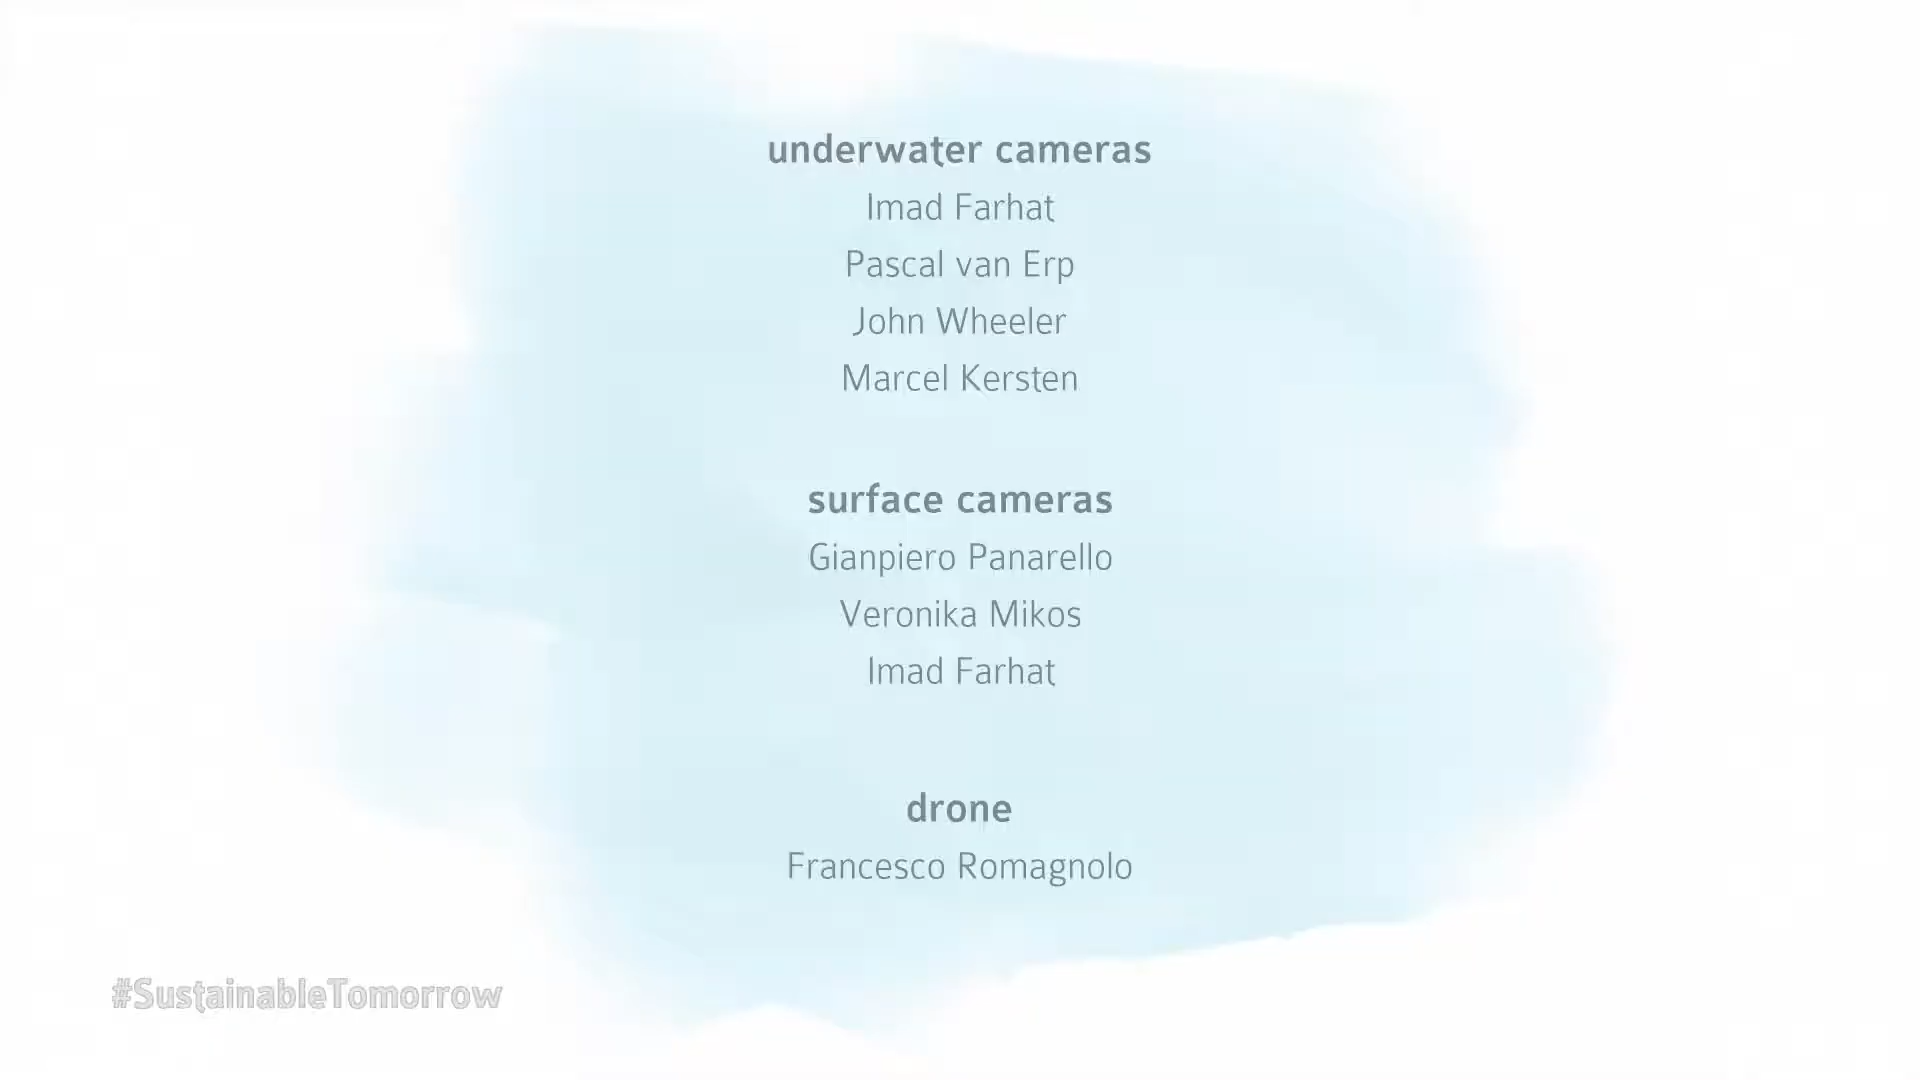 underwater cameras
Imad Farhat
Pascal van Erp
John Wheeler
Marcel Kersten
surface cameras
Gianpiero Panarello
Veronika Mikos
Imad Farhat
drone
Francesco Romagnolo
#SustainableTomorrow